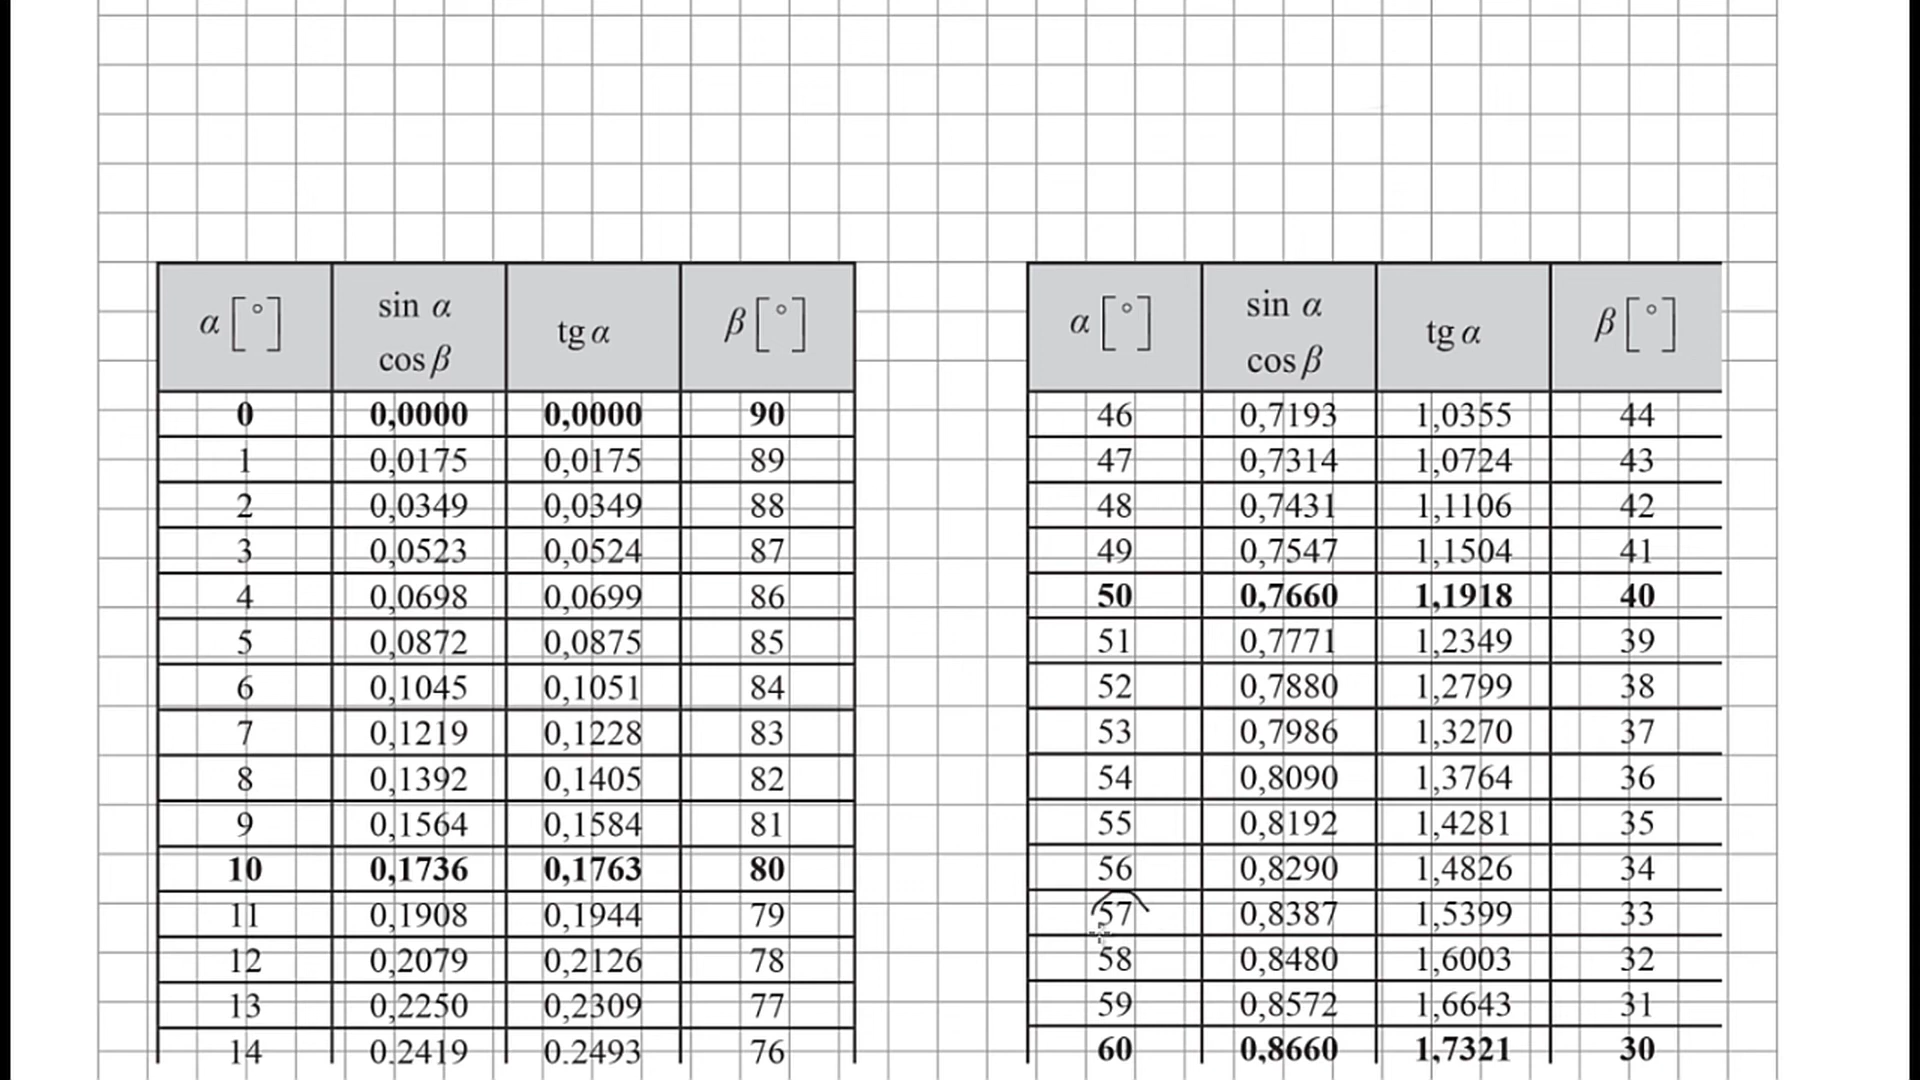 α [°] sin α cos β tg α β [°]
0 0,0000 0,0000 90
1 0,0175 0,0175 89
2 0,0349 0,0349 88
3 0,0523 0,0524 87
4 0,0698 0,0699 86
5 0,0872 0,0875 85
6 0,1045 0,1051 84
7 0,1219 0,1228 83
8 0,1392 0,1405 82
9 0,1564 0,1584 81
10 0,1736 0,1763 80
11 0,1908 0,1944 79
12 0,2079 0,2126 78
13 0,2250 0,2309 77
14 0,2419 0,2493 76
α [°] sin α cos β tg α β [°]
46 0,7193 1,0355 44
47 0,7314 1,0724 43
48 0,7431 1,1106 42
49 0,7547 1,1504 41
50 0,7660 1,1918 40
51 0,7771 1,2349 39
52 0,7880 1,2799 38
53 0,7986 1,3270 37
54 0,8090 1,3764 36
55 0,8192 1,4281 35
56 0,8290 1,4826 34
57 0,8387 1,5399 33
58 0,8480 1,6003 32
59 0,8572 1,6643 31
60 0,8660 1,7321 30